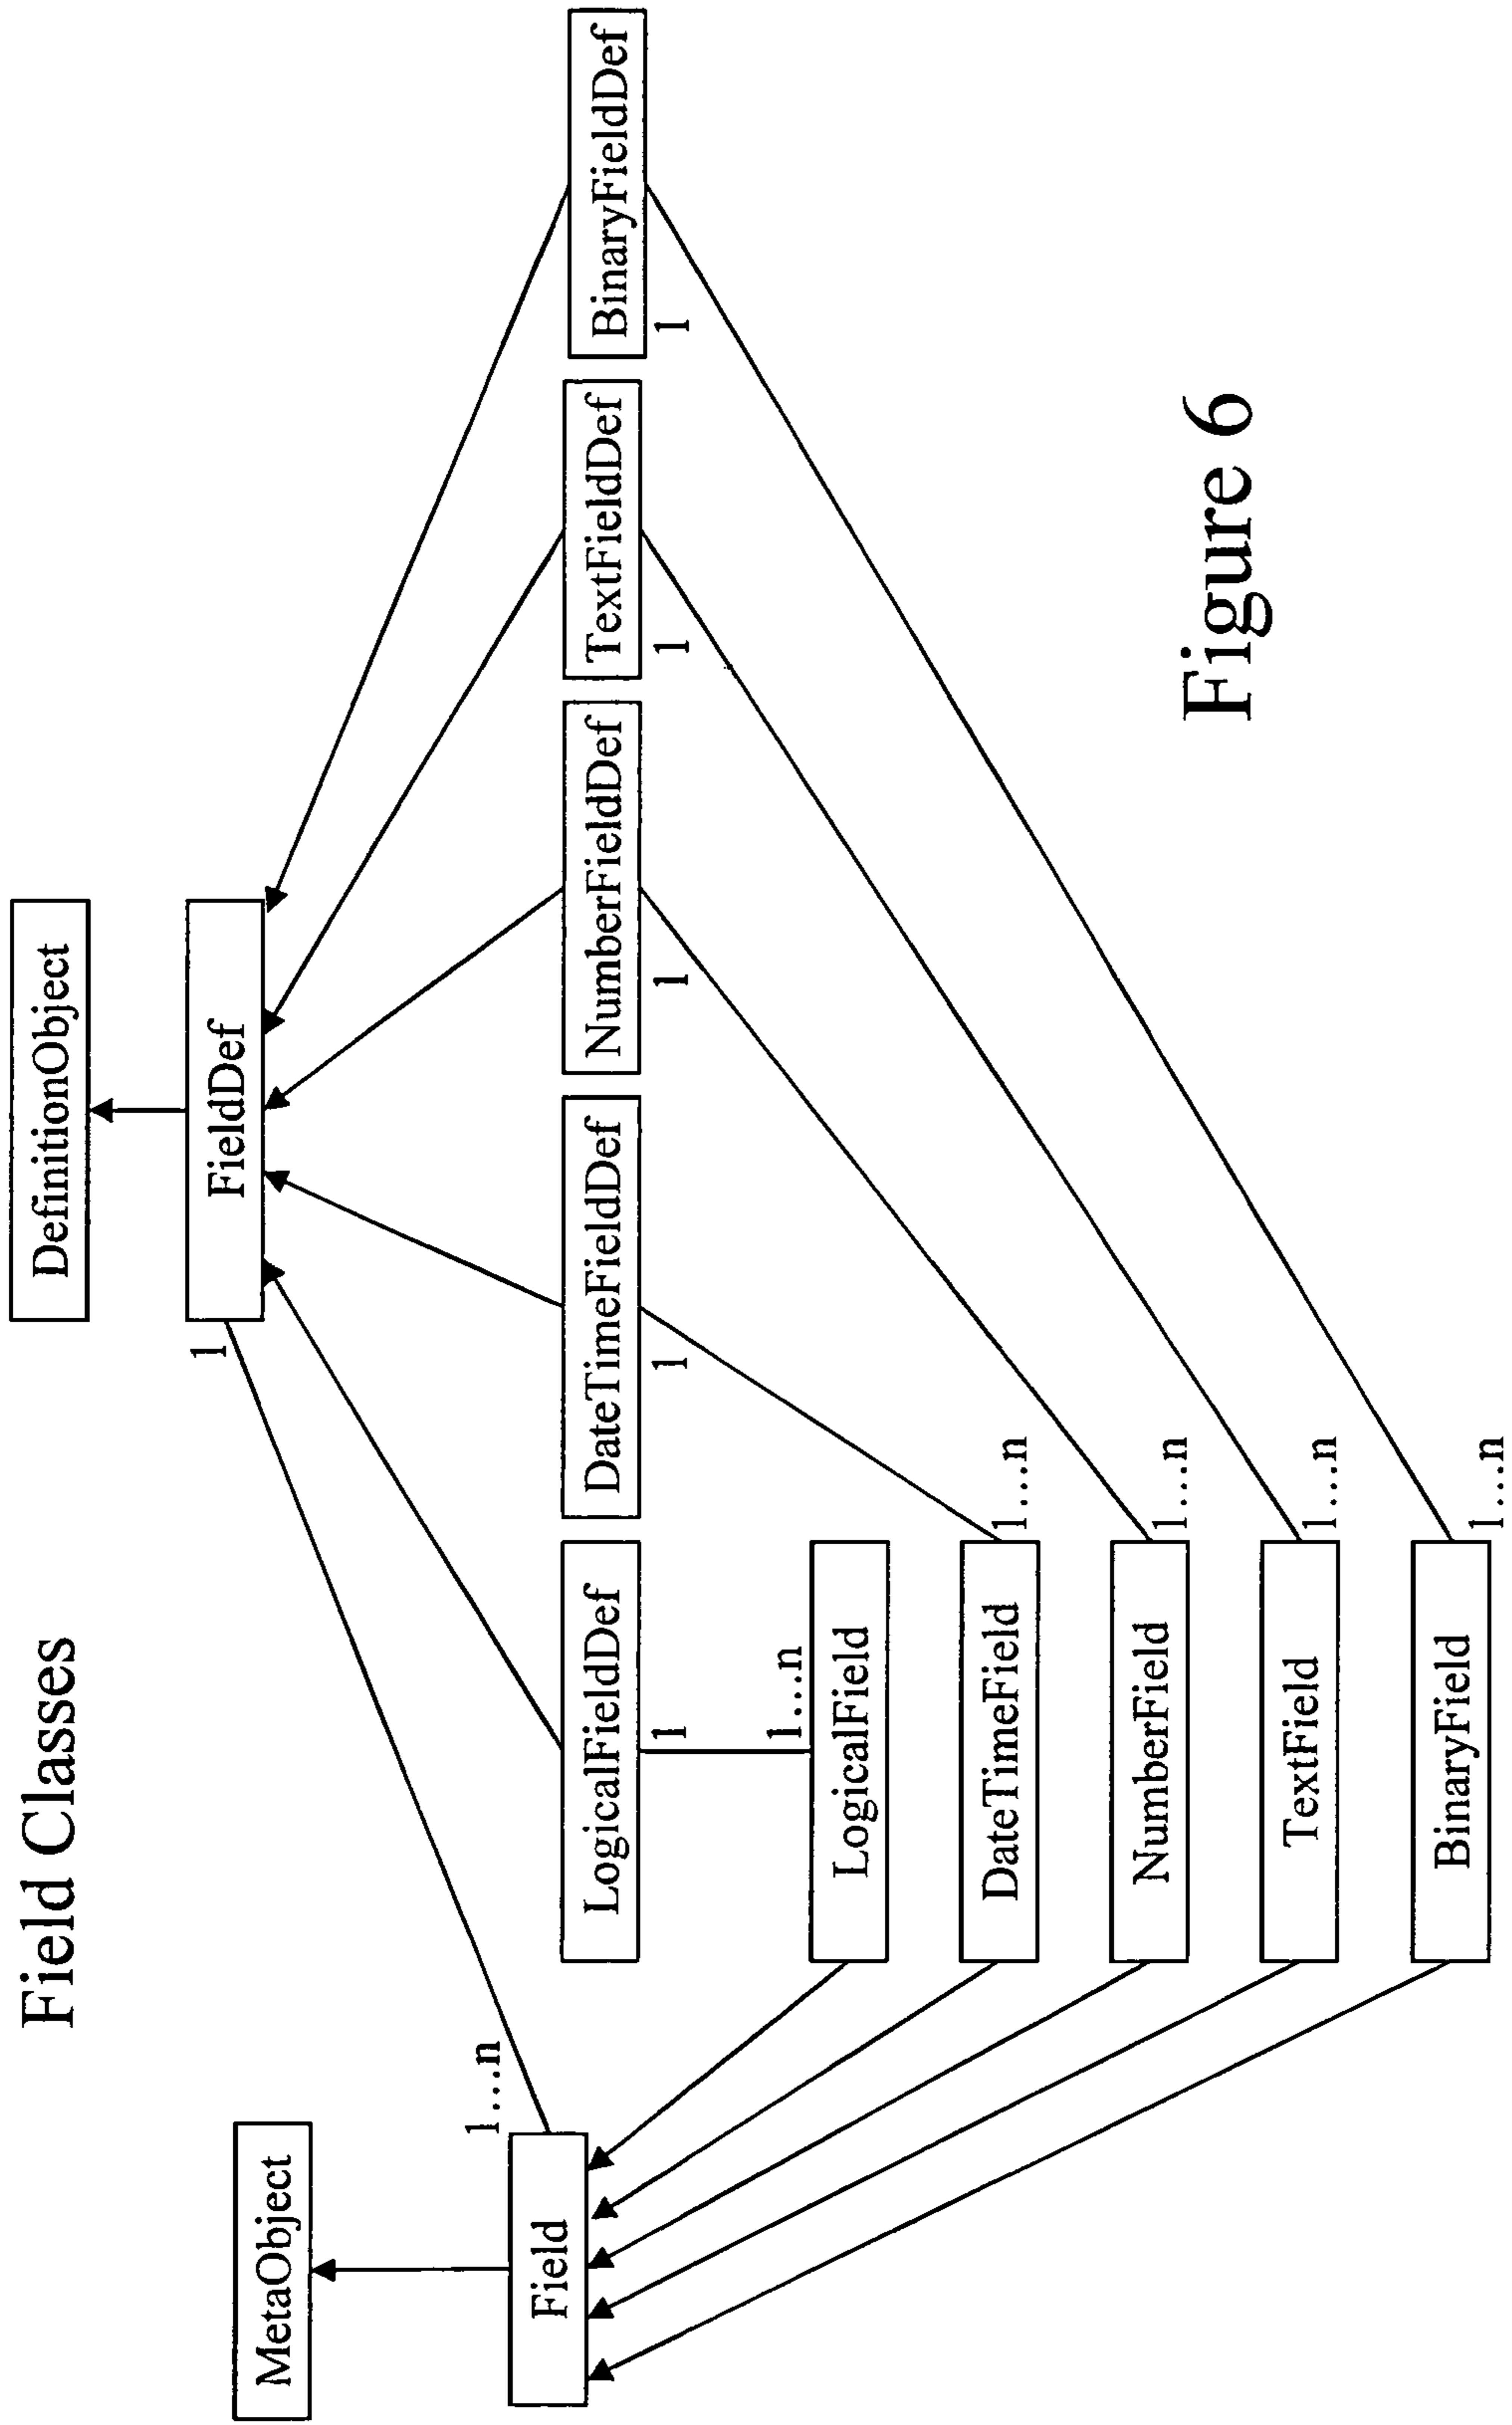 Field Classes
DefinitionObject
MetaObject
FieldDef
1
1...n
Field
LogicalFieldDef
DateTimeFieldDef
NumberFieldDef
TextFieldDef
BinaryFieldDef
1
1
1
1
1
1...n
LogicalField
DateTimeField
1...n
NumberField
1...n
TextField
1...n
BinaryField
1...n
Figure 6